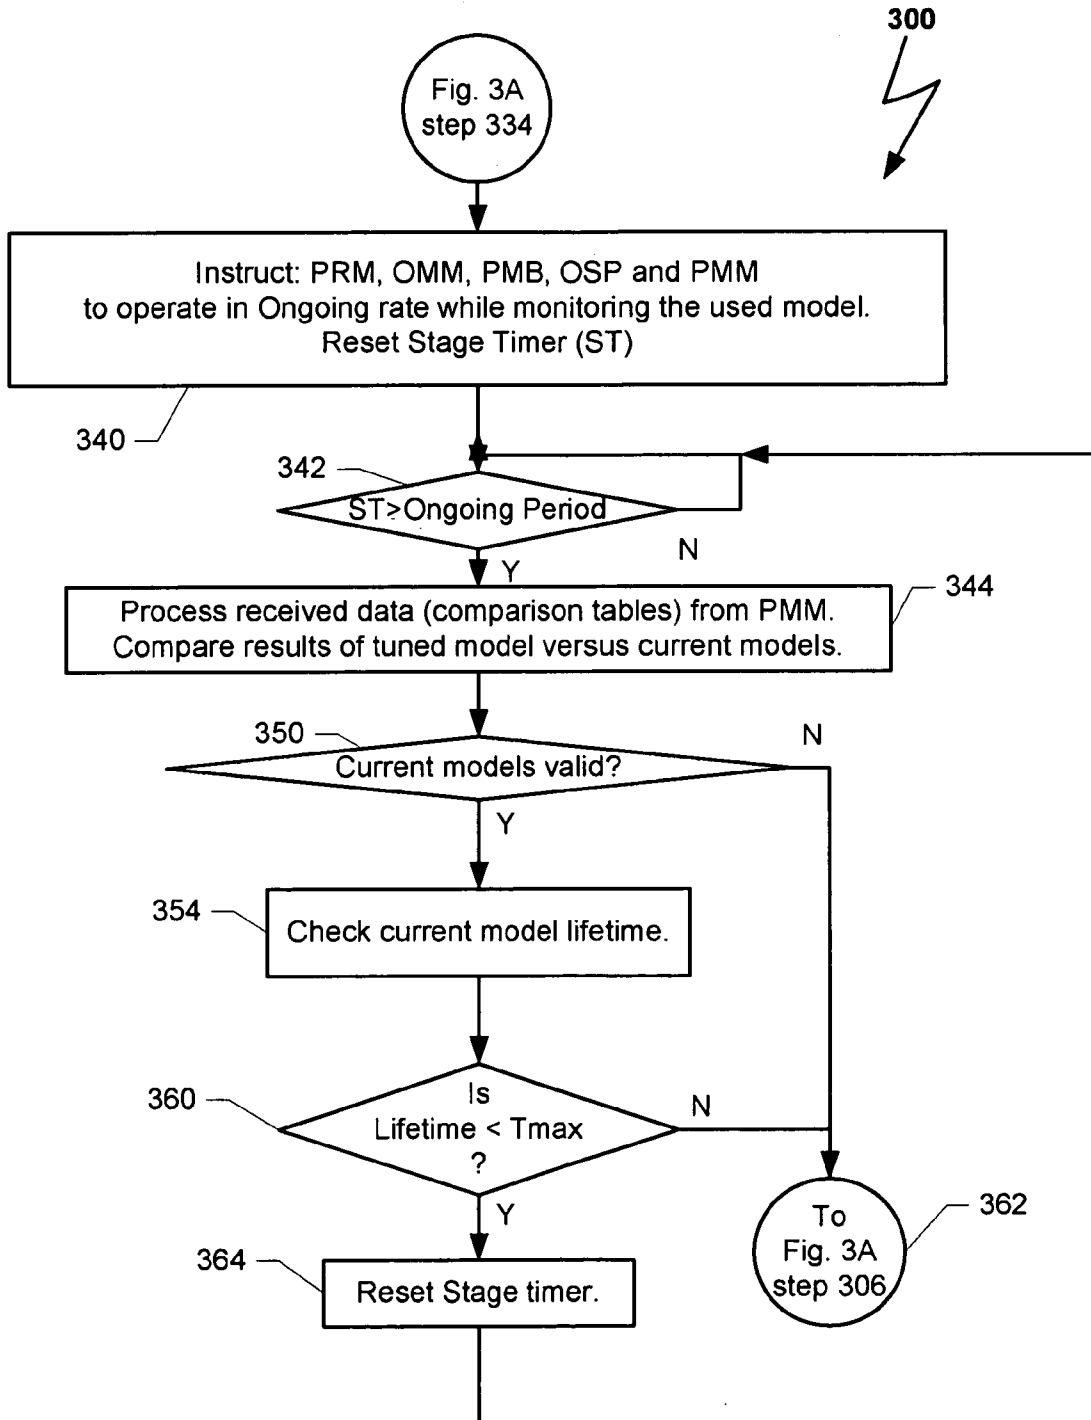 300
Fig. 3A
step 334
Instruct: PRM, OMM, PMB, OSP and PMM
to operate in Ongoing rate while monitoring the used model.
Reset Stage Timer (ST)
340
342
ST>Ongoing Period
N
Y
344
Process received data (comparison tables) from PMM.
Compare results of tuned model versus current models.
350
N
Current models valid?
Y
354
Check current model lifetime.
360
Is
Lifetime < Tmax
?
N
Y
362
To
Fig. 3A
step 306
364
Reset Stage timer.